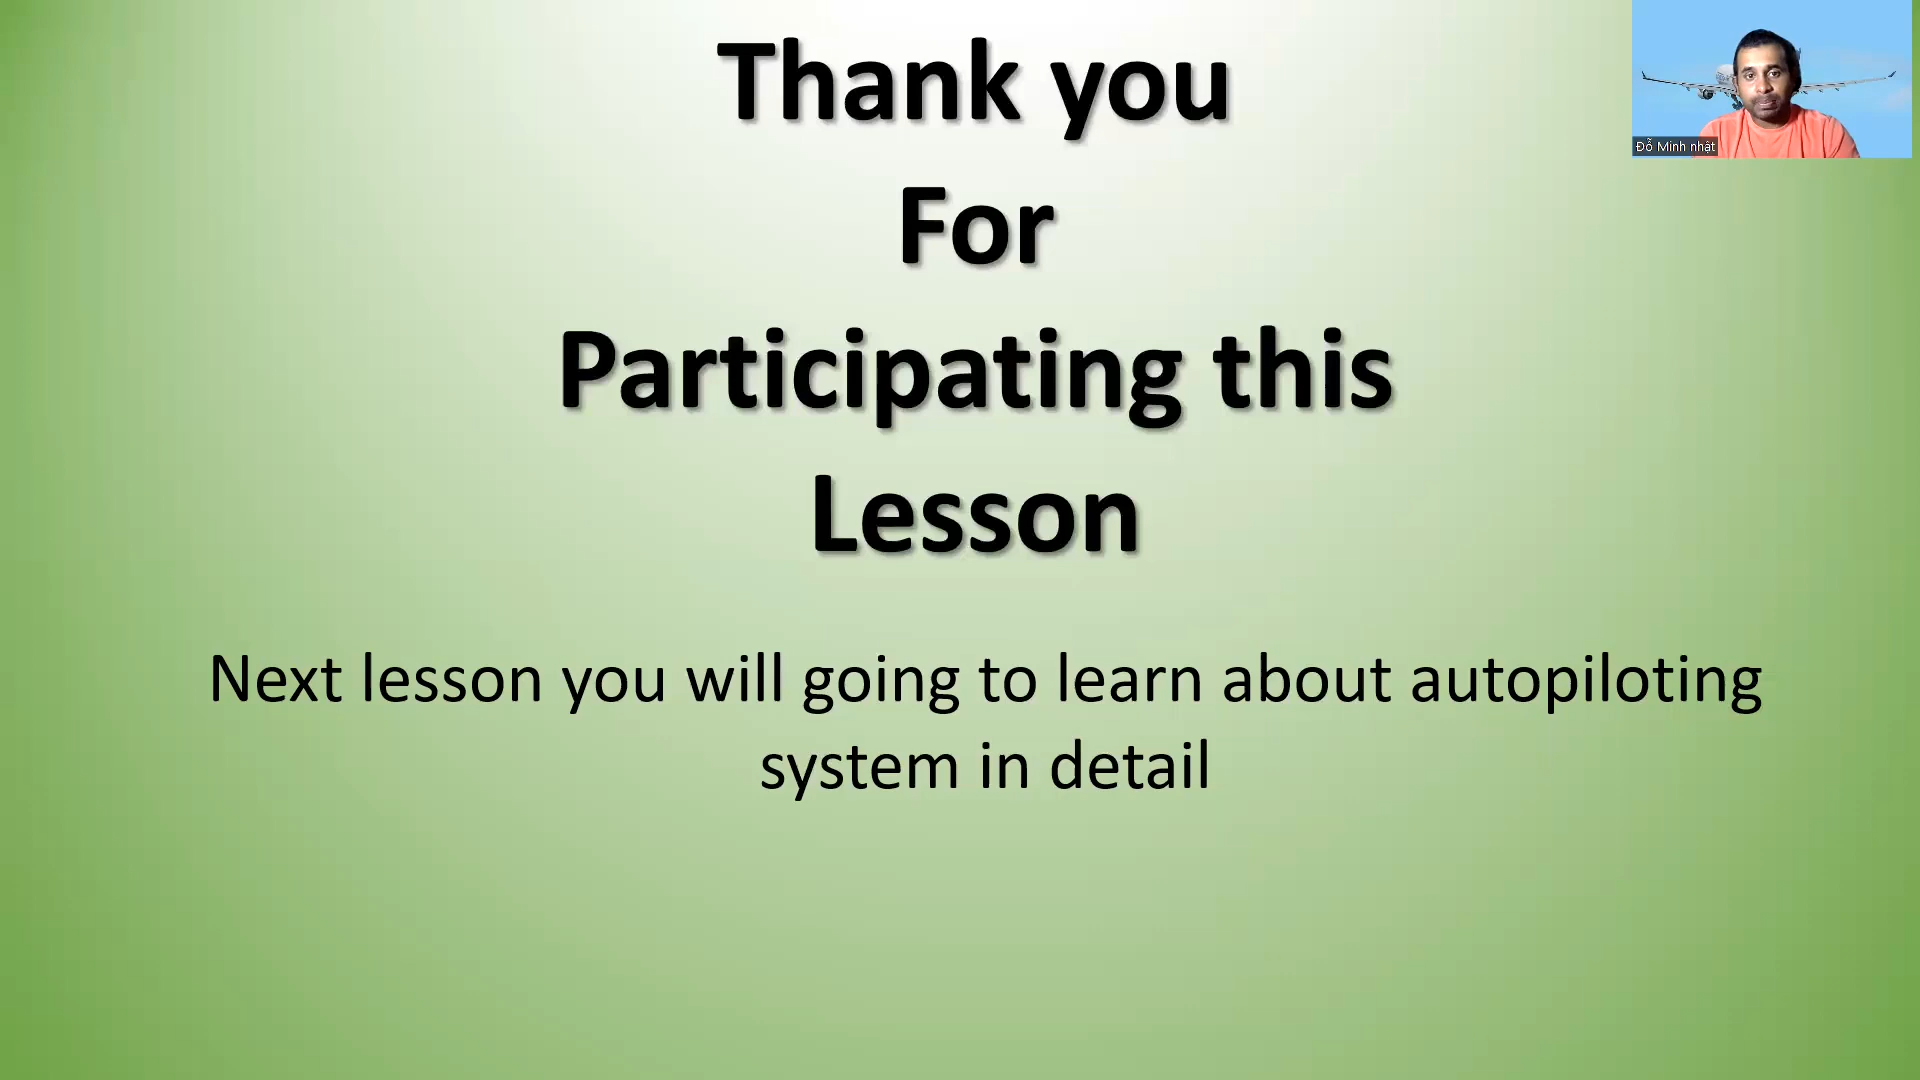 Thank you
For
Participating this
Lesson
Next lesson you will going to learn about autopiloting
system in detail
Đỗ Minh nhật